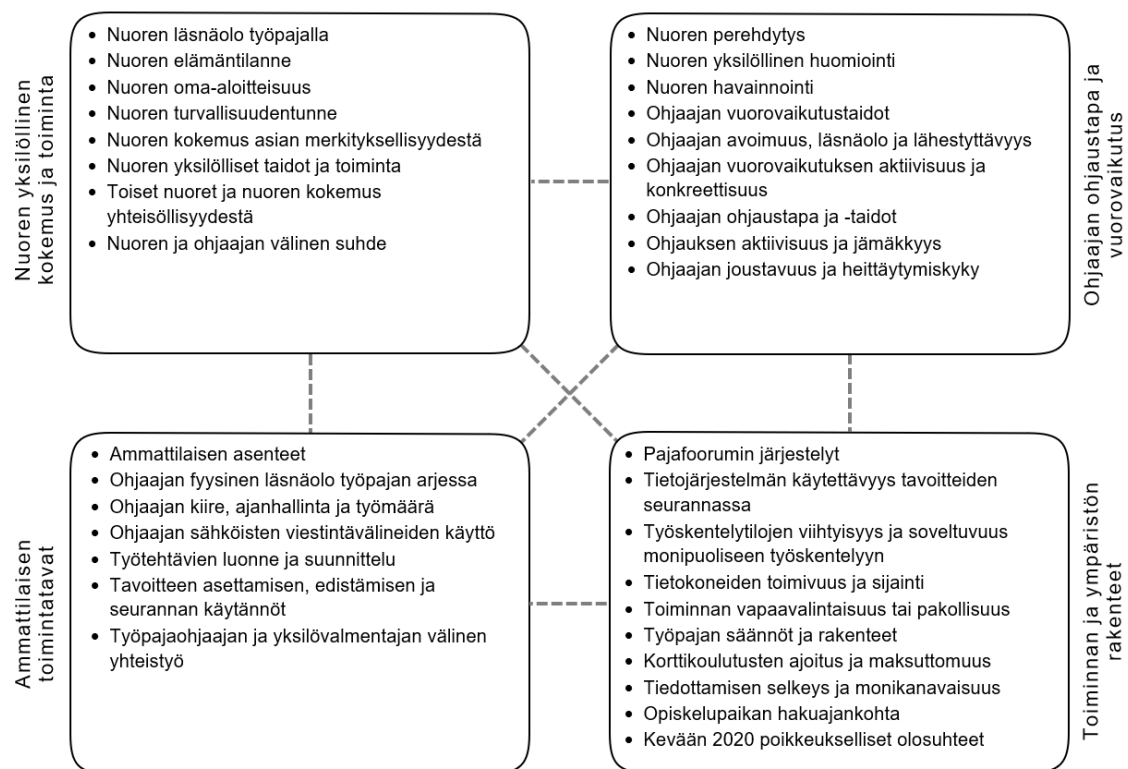 Nuoren yksilöllinen
kokemus ja toiminta
• Nuoren läsnäolo työpajalla
• Nuoren elämäntilanne
• Nuoren oma-aloitteisuus
• Nuoren turvallisuudentunne
• Nuoren kokemus asian merkityksellisyydestä
• Nuoren yksilölliset taidot ja toiminta
• Toiset nuoret ja nuoren kokemus
yhteisöllisyydestä
• Nuoren ja ohjaajan välinen suhde
Ohjaajan ohjaustapa ja
vuorovaikutus
• Nuoren perehdytys
• Nuoren yksilöllinen huomiointi
• Nuoren havainnointi
• Ohjaajan vuorovaikutustaidot
• Ohjaajan avoimuus, läsnäolo ja lähestyttävyys
• Ohjaajan vuorovaikutuksen aktiivisuus ja
konkreettisuus
• Ohjaajan ohjaustapa ja -taidot
• Ohjauksen aktiivisuus ja jämäkkyys
• Ohjaajan joustavuus ja heittäytymiskyky
Ammattilaisen
toimintatavat
• Ammattilaisen asenteet
• Ohjaajan fyysinen läsnäolo työpajan arjessa
• Ohjaajan kiire, ajanhallinta ja työmäärä
• Ohjaajan sähköisten viestintävälineiden käyttö
• Työtehtävien luonne ja suunnittelu
• Tavoitteen asettamisen, edistämisen ja
seurannan käytännöt
• Työpajaohjaajan ja yksilövalmentajan välinen
yhteistyö
Toiminnan ja ympäristön
rakenteet
• Pajafoorumin järjestelyt
• Tietojärjestelmän käytettävyys tavoitteiden
seurannassa
• Työskentelytilojen viihtyisyys ja soveltuvuus
monipuoliseen työskentelyyn
• Tietokoneiden toimivuus ja sijainti
• Toiminnan vapaavalintaisuus tai pakollisuus
• Työpajan säännöt ja rakenteet
• Korttikoulutusten ajoitus ja maksuttomuus
• Tiedottamisen selkeys ja monikanavaisuus
• Opiskelupaikan hakuajankohta
• Kevään 2020 poikkeukselliset olosuhteet